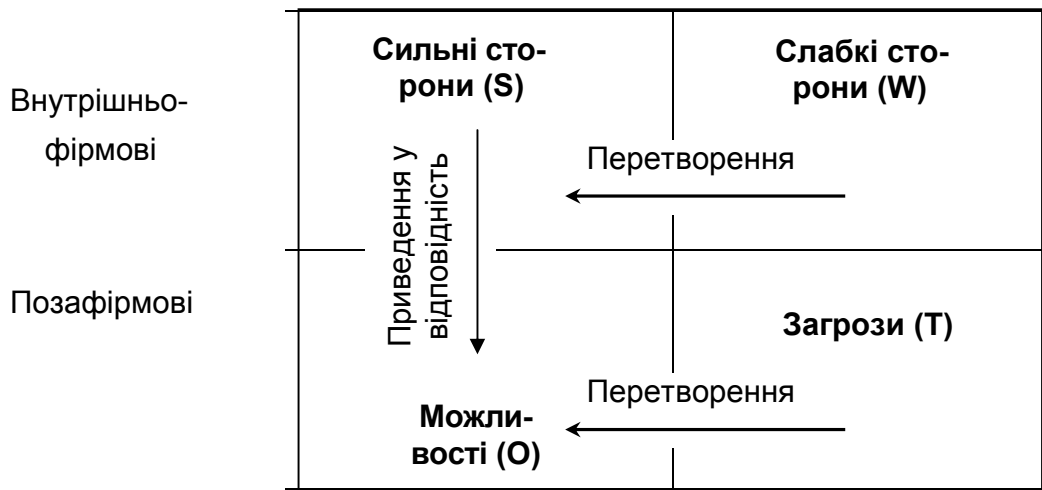 Сильні сто-
рони (S)
Слабкі сто-
рони (W)
Внутрішньо-
фірмові
Перетворення
Приведення у
відповідність
Позафірмові
Загрози (T)
Перетворення
Можли-
вості (O)